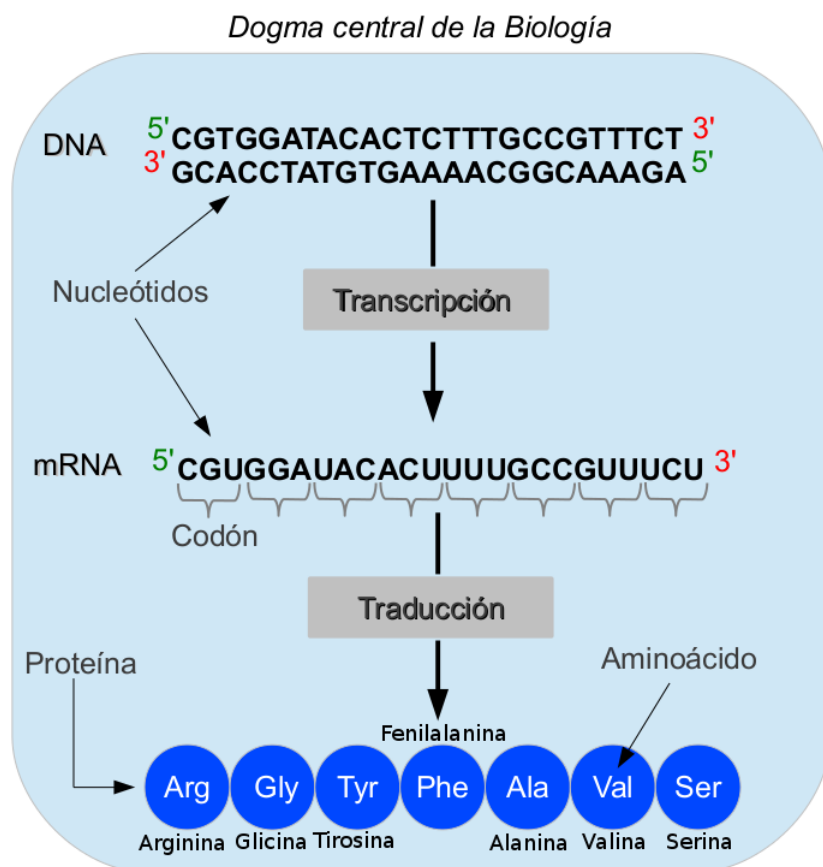 Dogma central de la Biología
DNA 5' CGTGGATACACTCTTTGCCGTTTCT 3'
3' GCACCTATGTGAAAACGGCAAAGA 5'
Nucleótidos
Transcripción
mRNA 5' CGUGGAUACACUUUUGCCGUUUCU 3'
Codón
Traducción
Proteína
Aminoácido
Fenilalanina
Arg Gly Tyr Phe Ala Val Ser
Arginina Glicina Tirosina Alanina Valina Serina